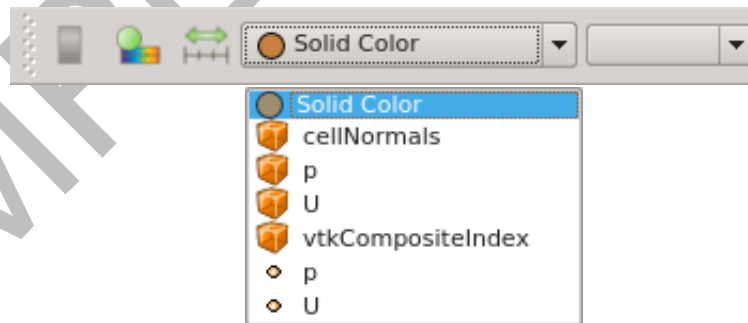 Solid Color
Solid Color
cellNormals
p
U
vtkCompositeIndex
p
U